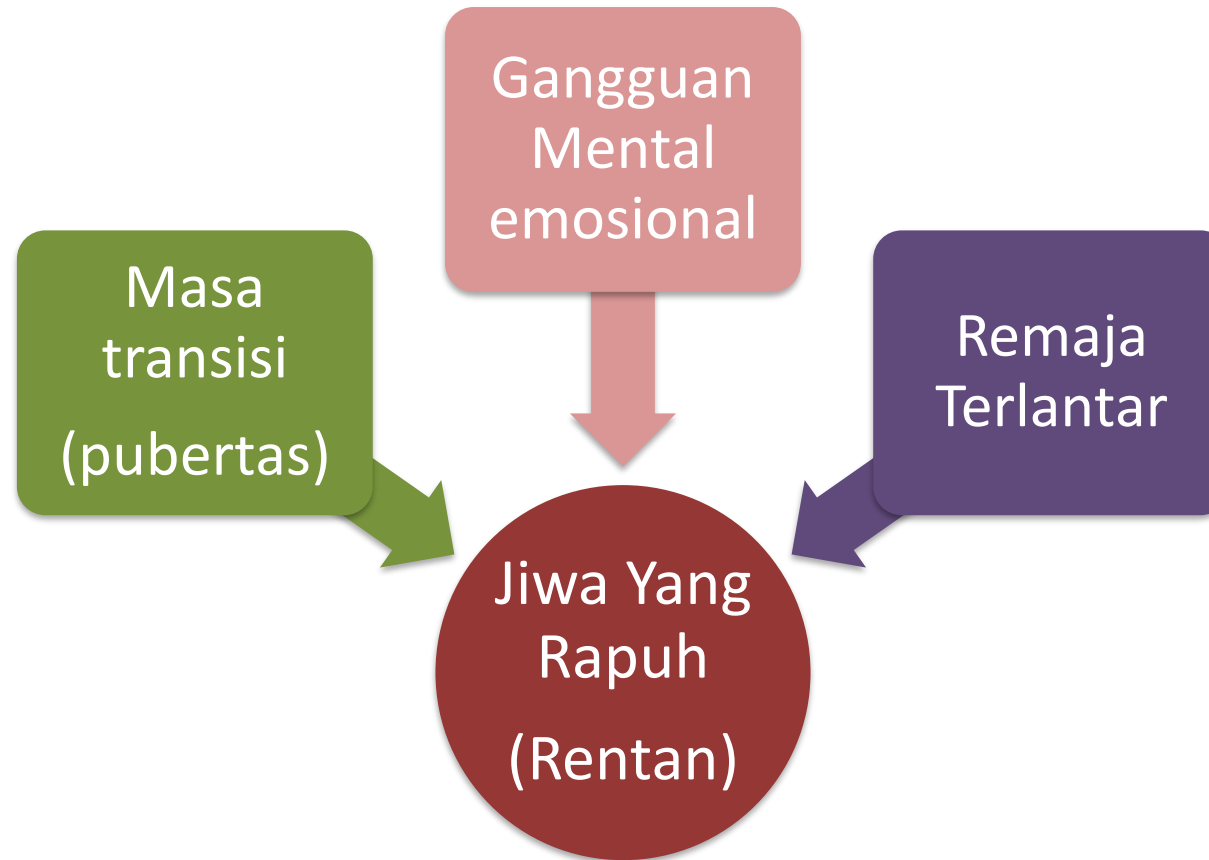 Gangguan
Mental
emosional
Masa
transisi
(pubertas)
Remaja
Terlantar
Jiwa Yang
Rapuh
(Rentan)